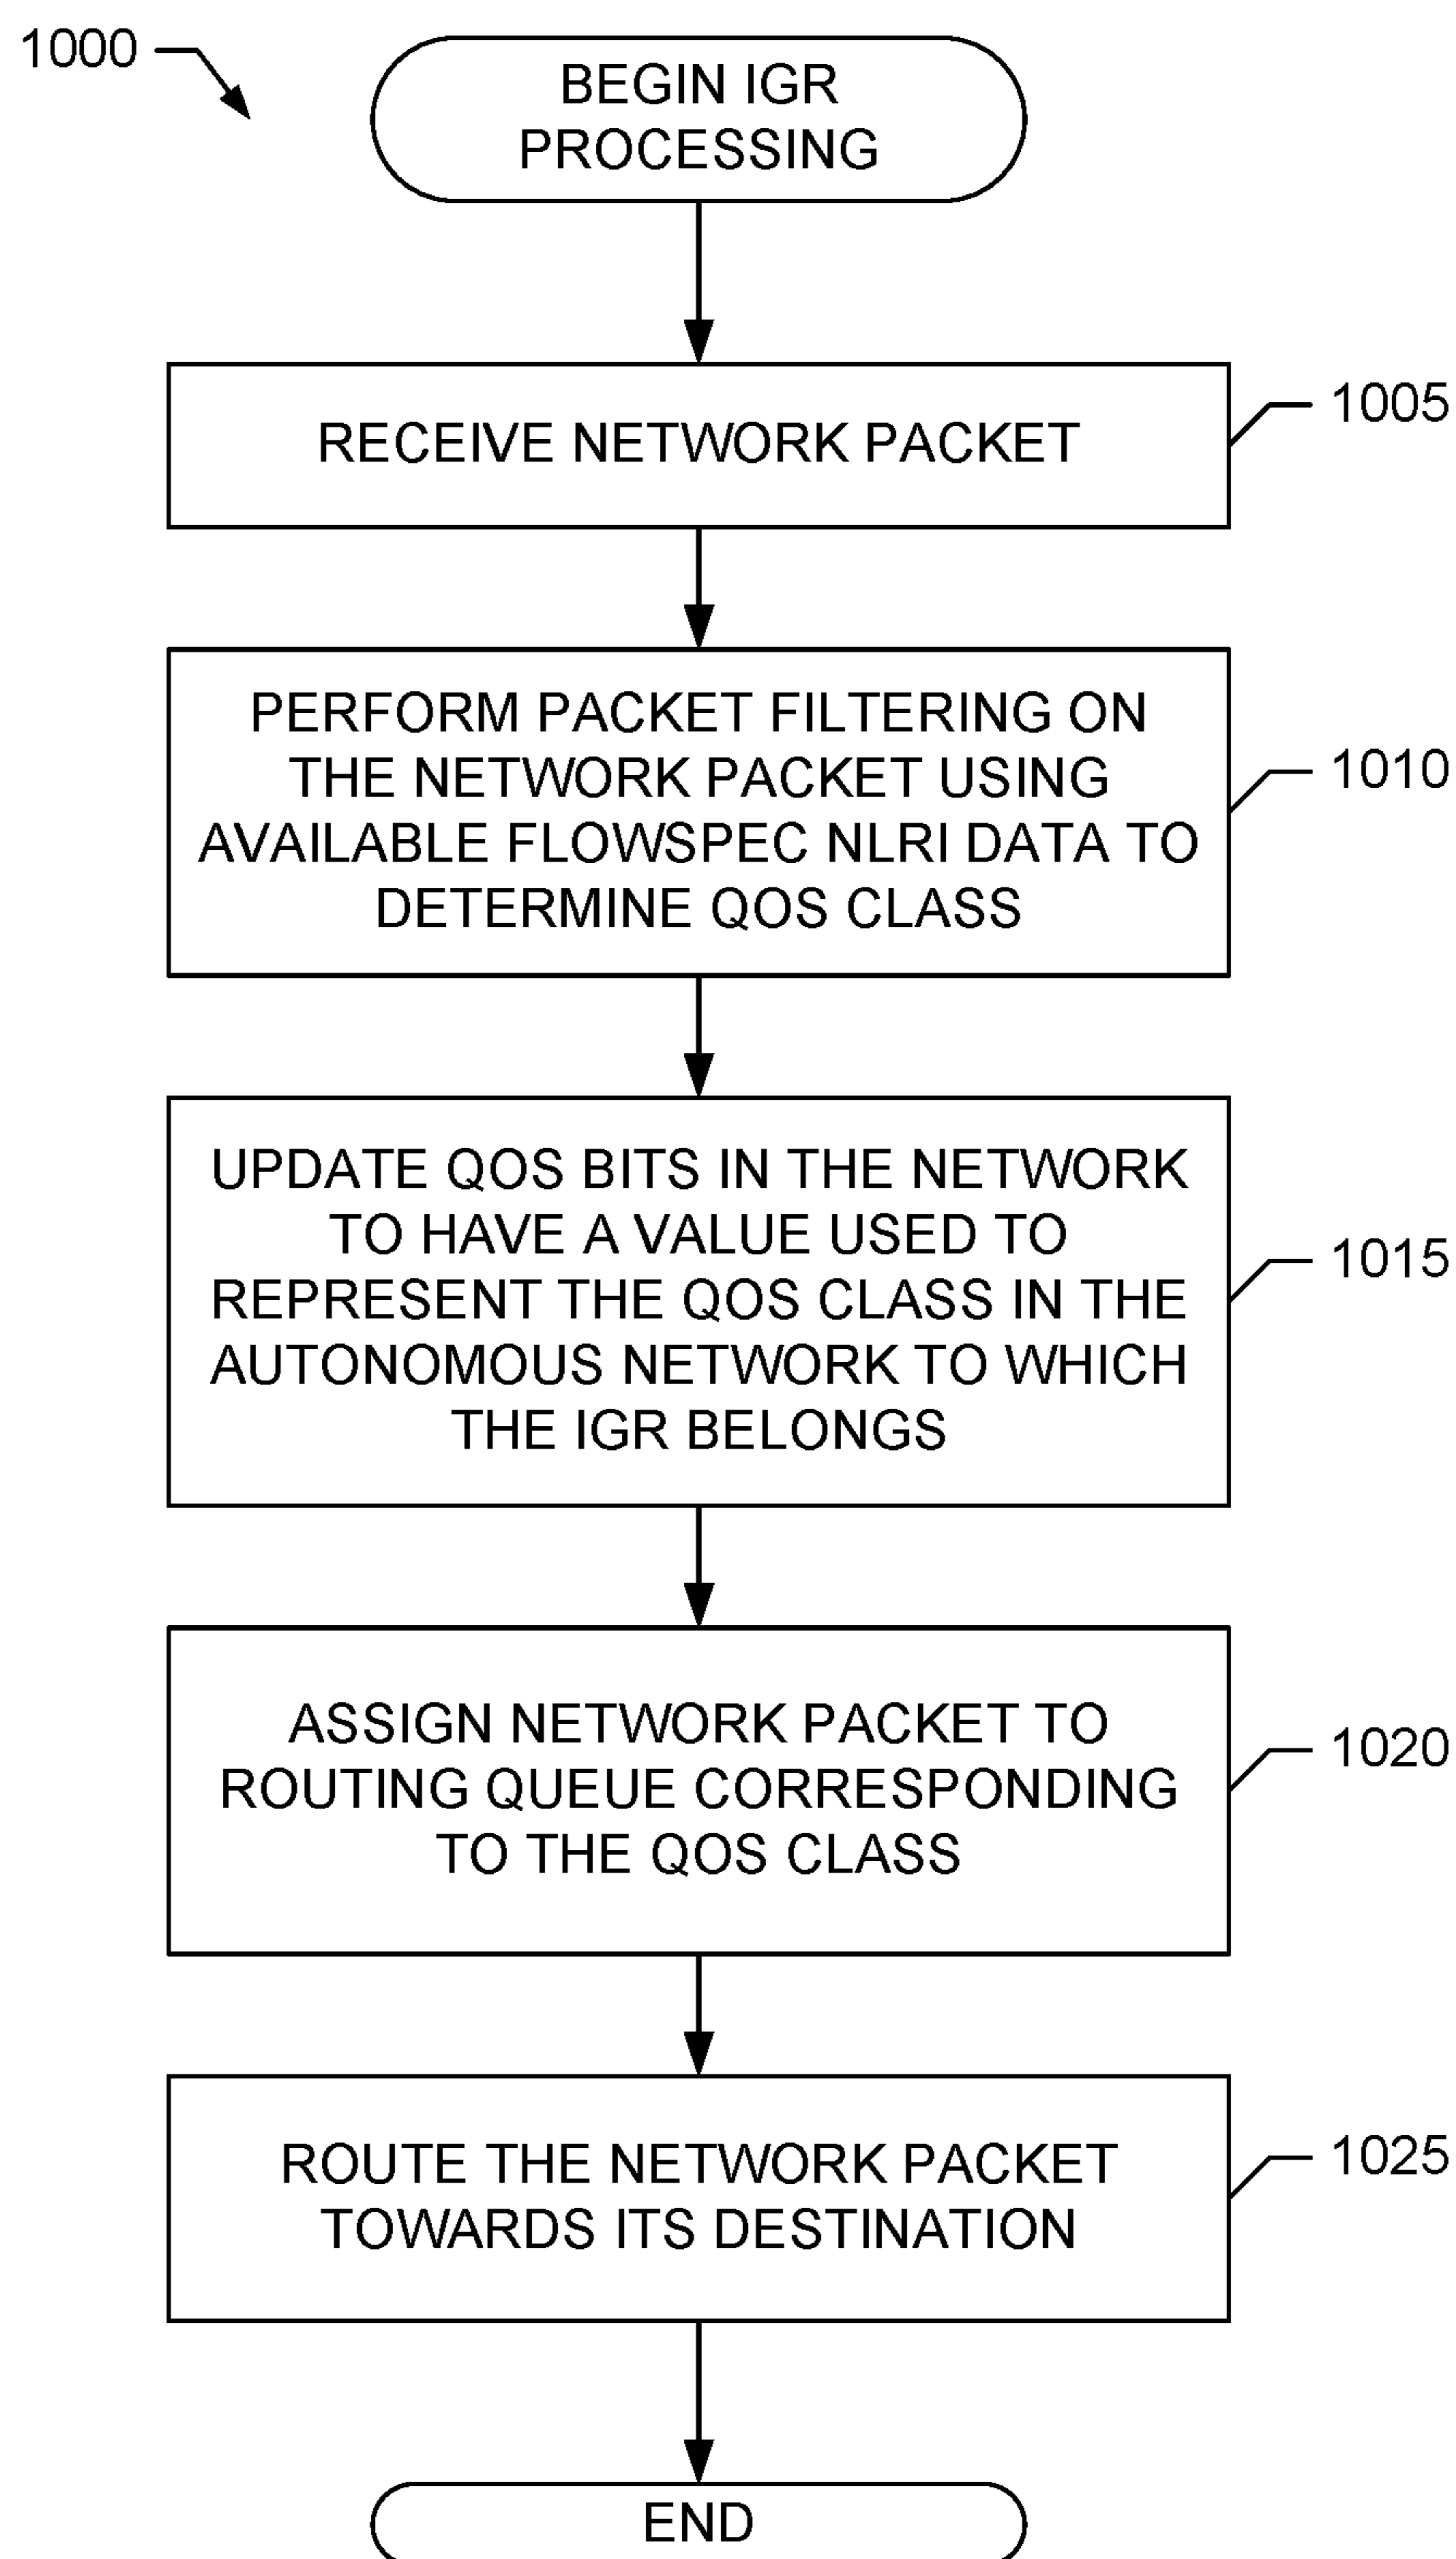 1000
BEGIN IGR
PROCESSING
RECEIVE NETWORK PACKET
1005
PERFORM PACKET FILTERING ON
THE NETWORK PACKET USING
AVAILABLE FLOWSPEC NLRI DATA TO
DETERMINE QOS CLASS
1010
UPDATE QOS BITS IN THE NETWORK
TO HAVE A VALUE USED TO
REPRESENT THE QOS CLASS IN THE
AUTONOMOUS NETWORK TO WHICH
THE IGR BELONGS
1015
ASSIGN NETWORK PACKET TO
ROUTING QUEUE CORRESPONDING
TO THE QOS CLASS
1020
ROUTE THE NETWORK PACKET
TOWARDS ITS DESTINATION
1025
END